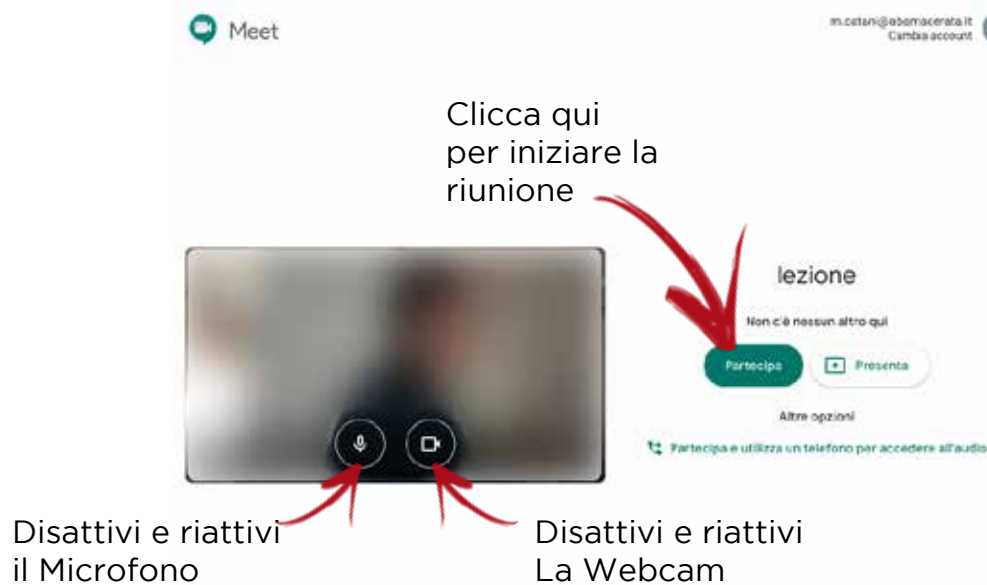 Meet
m.catani@abamacerata.it
Cambia account
Clicca qui
per iniziare la
riunione
lezione
Non c'è nessun altro qui
Partecipa
Presenta
Altre opzioni
Partecipa e utilizza un telefono per accedere all'audio
Disattivi e riattivi
il Microfono
Disattivi e riattivi
La Webcam